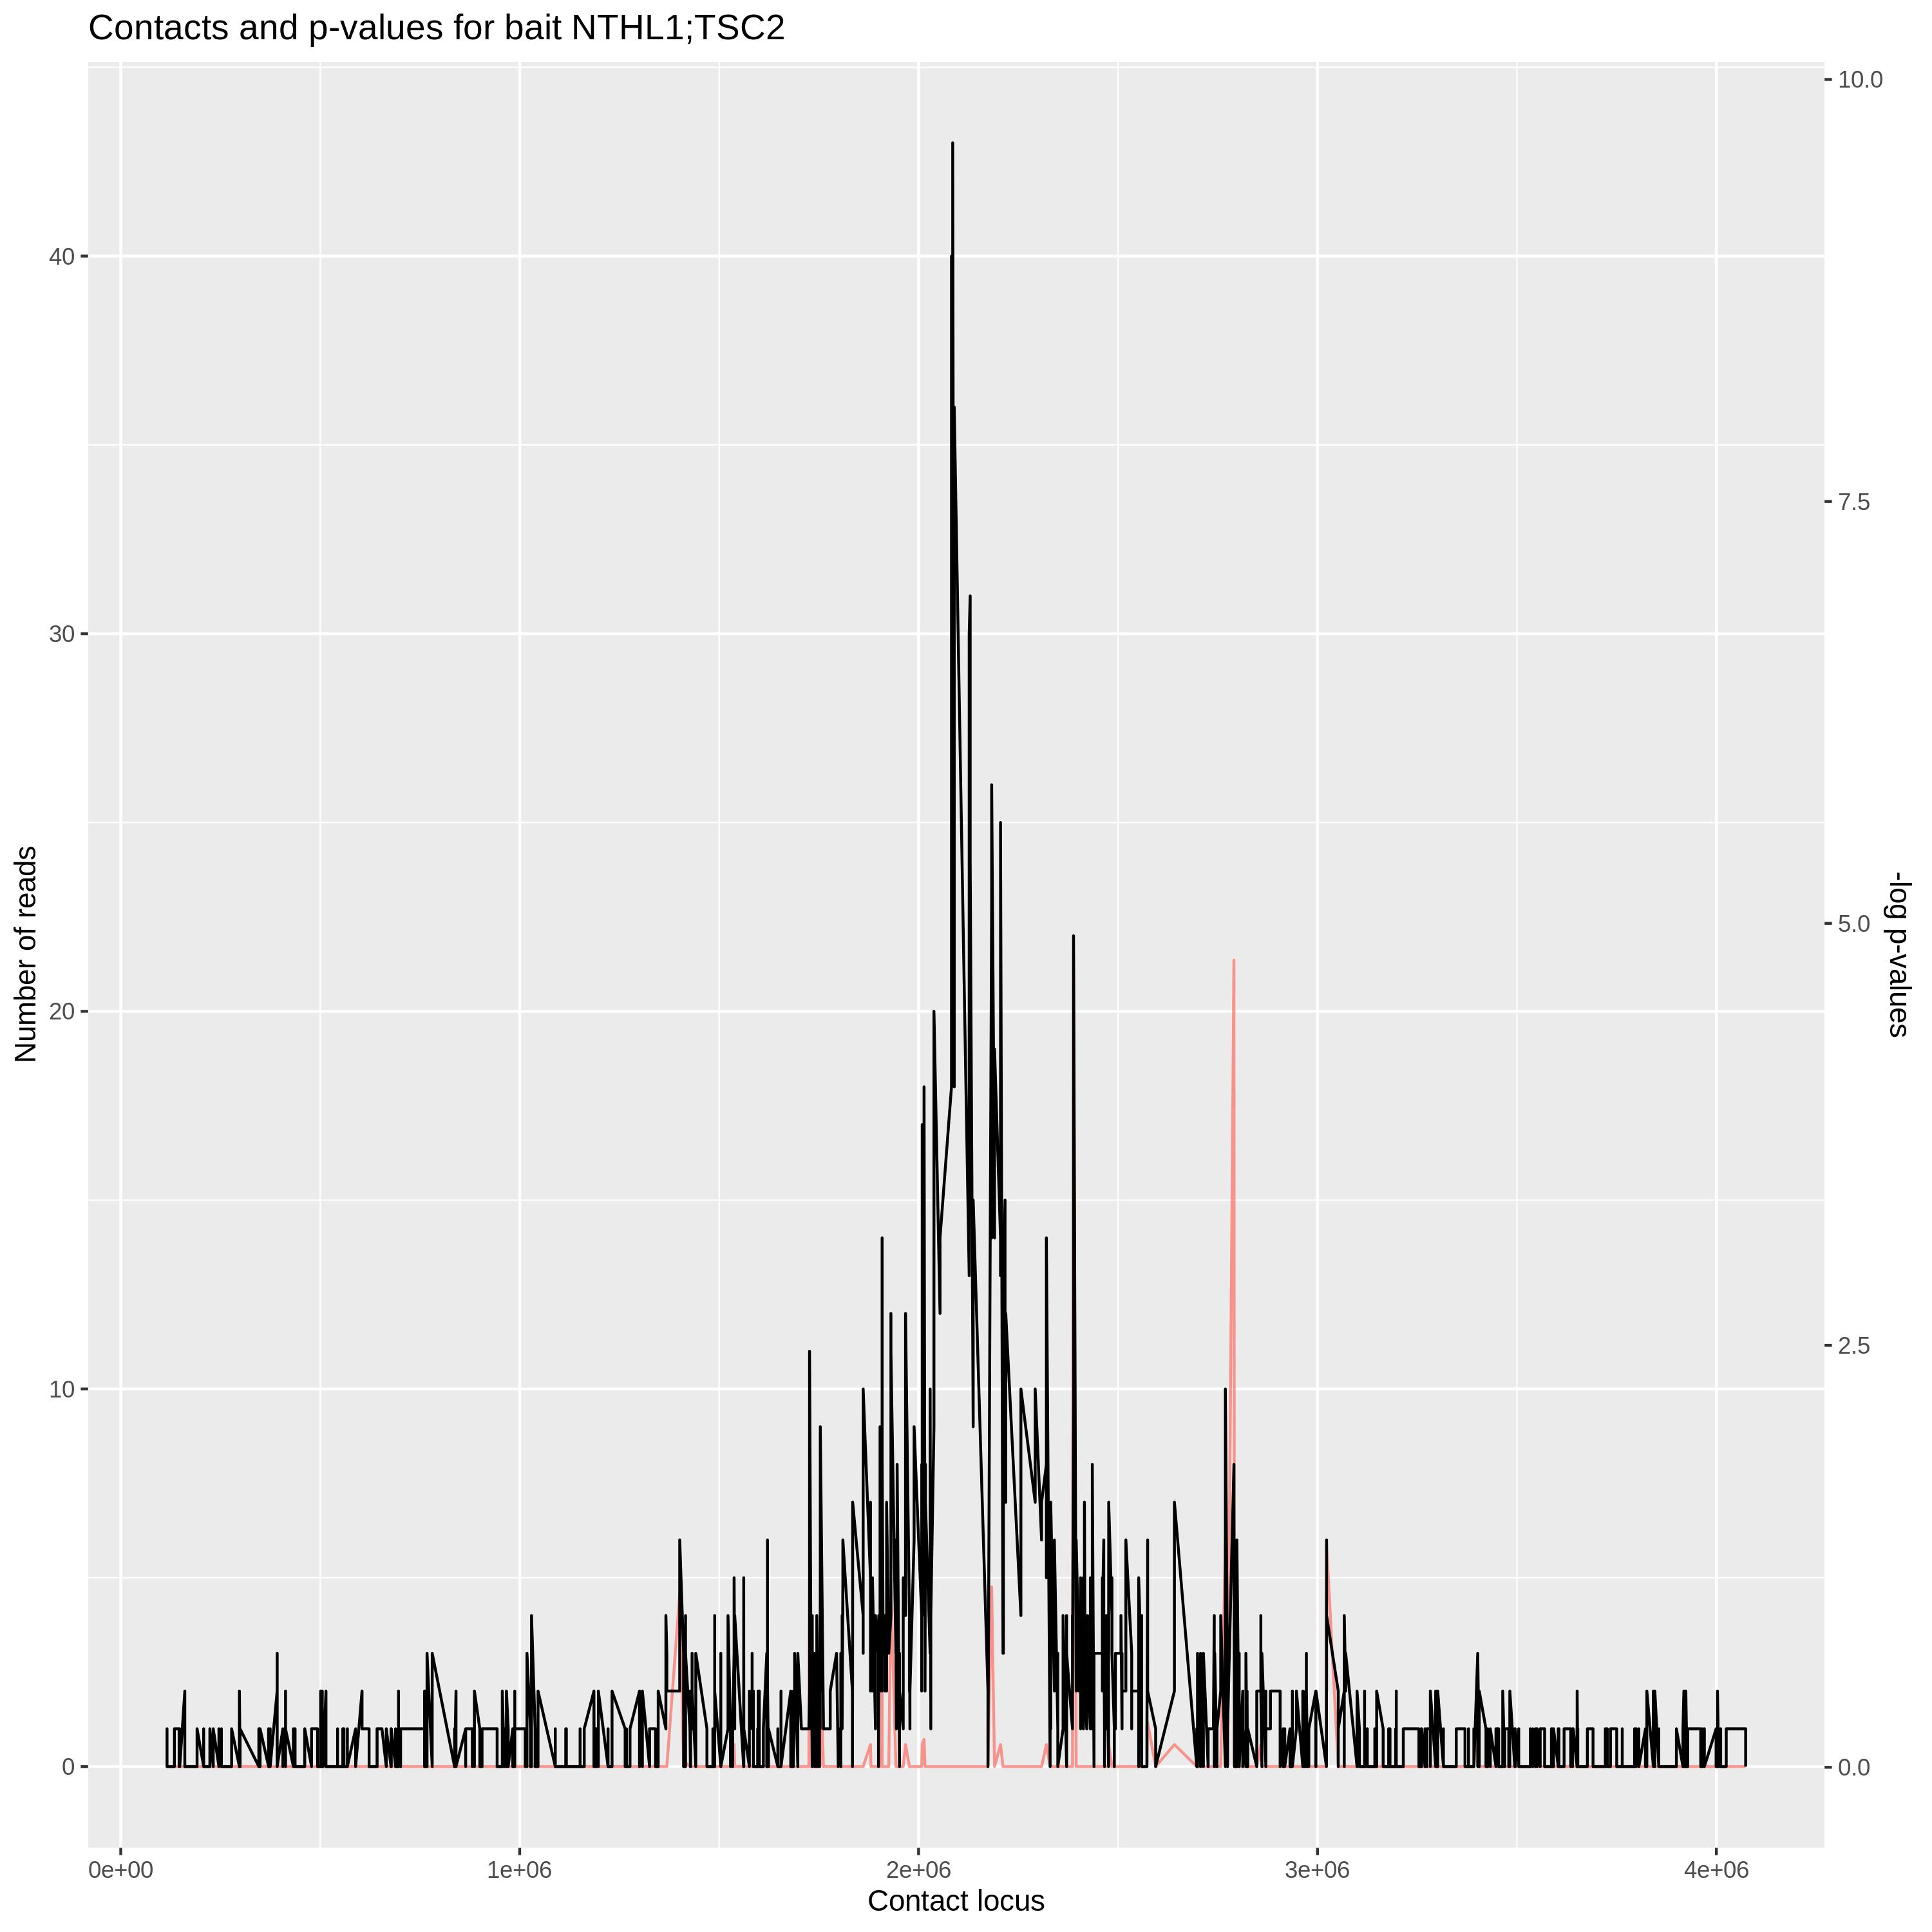 Contacts and p-values for bait NTHL1;TSC2
10.0
40
7.5
30
Number of reads
-log p-values
5.0
20
2.5
10
0
0.0
0e+00 1e+06 2e+06 3e+06 4e+06
Contact locus